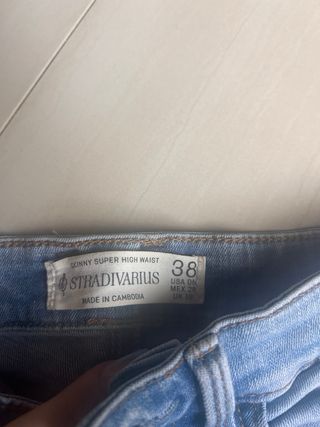 SKINNY SUPER HIGH WAIST
STRADIVARIUS
MADE IN CAMBODIA
38
USA 06
MEX 28
UK 10